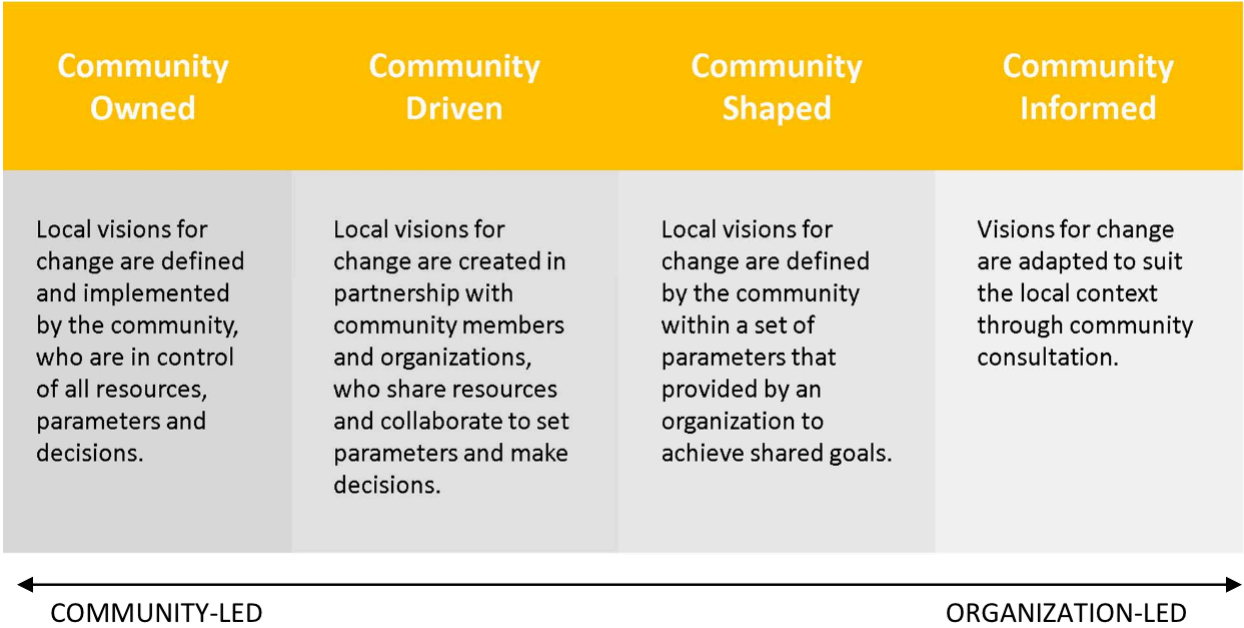 Community
Owned
Community
Driven
Community
Shaped
Community
Informed
Local visions for
change are defined
and implemented
by the community,
who are in control
of all resources,
parameters and
decisions.
Local visions for
change are created in
partnership with
community members
and organizations,
who share resources
and collaborate to set
parameters and make
decisions.
Local visions for
change are defined
by the community
within a set of
parameters that
provided by an
organization to
achieve shared goals.
Visions for change
are adapted to suit
the local context
through community
consultation.
COMMUNITY-LED
ORGANIZATION-LED